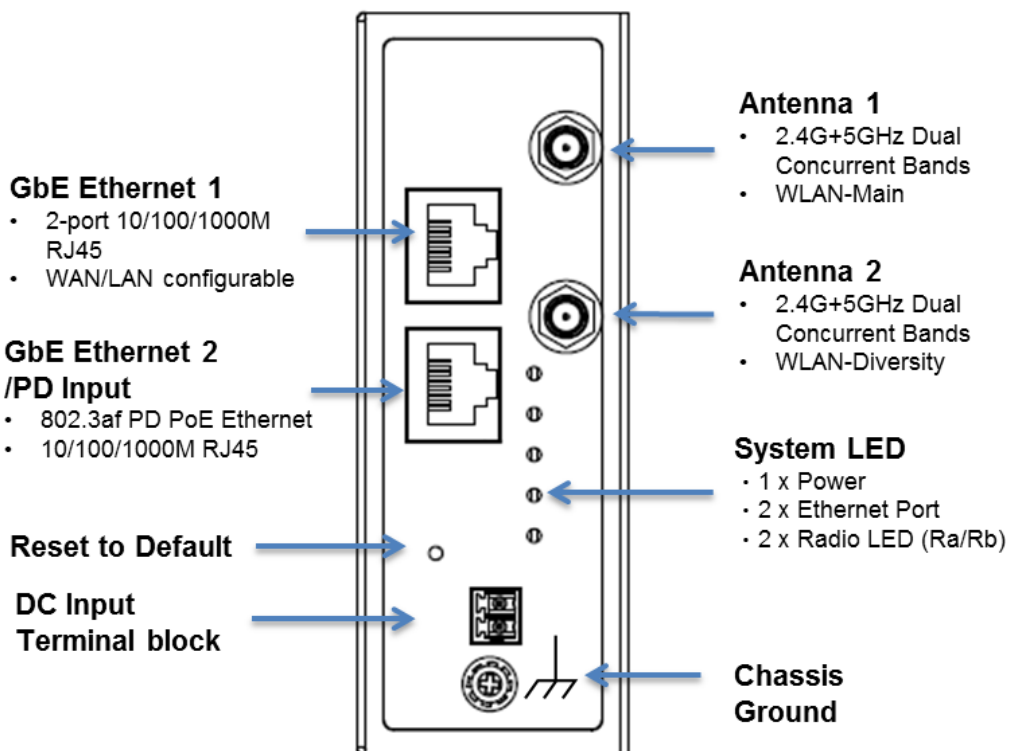 GbE Ethernet 1
• 2-port 10/100/1000M
RJ45
• WAN/LAN configurable
GbE Ethernet 2
/PD Input
• 802.3af PD PoE Ethernet
• 10/100/1000M RJ45
Reset to Default
DC Input
Terminal block
Antenna 1
• 2.4G+5GHz Dual
Concurrent Bands
• WLAN-Main
Antenna 2
• 2.4G+5GHz Dual
Concurrent Bands
• WLAN-Diversity
System LED
• 1 x Power
• 2 x Ethernet Port
• 2 x Radio LED (Ra/Rb)
Chassis
Ground